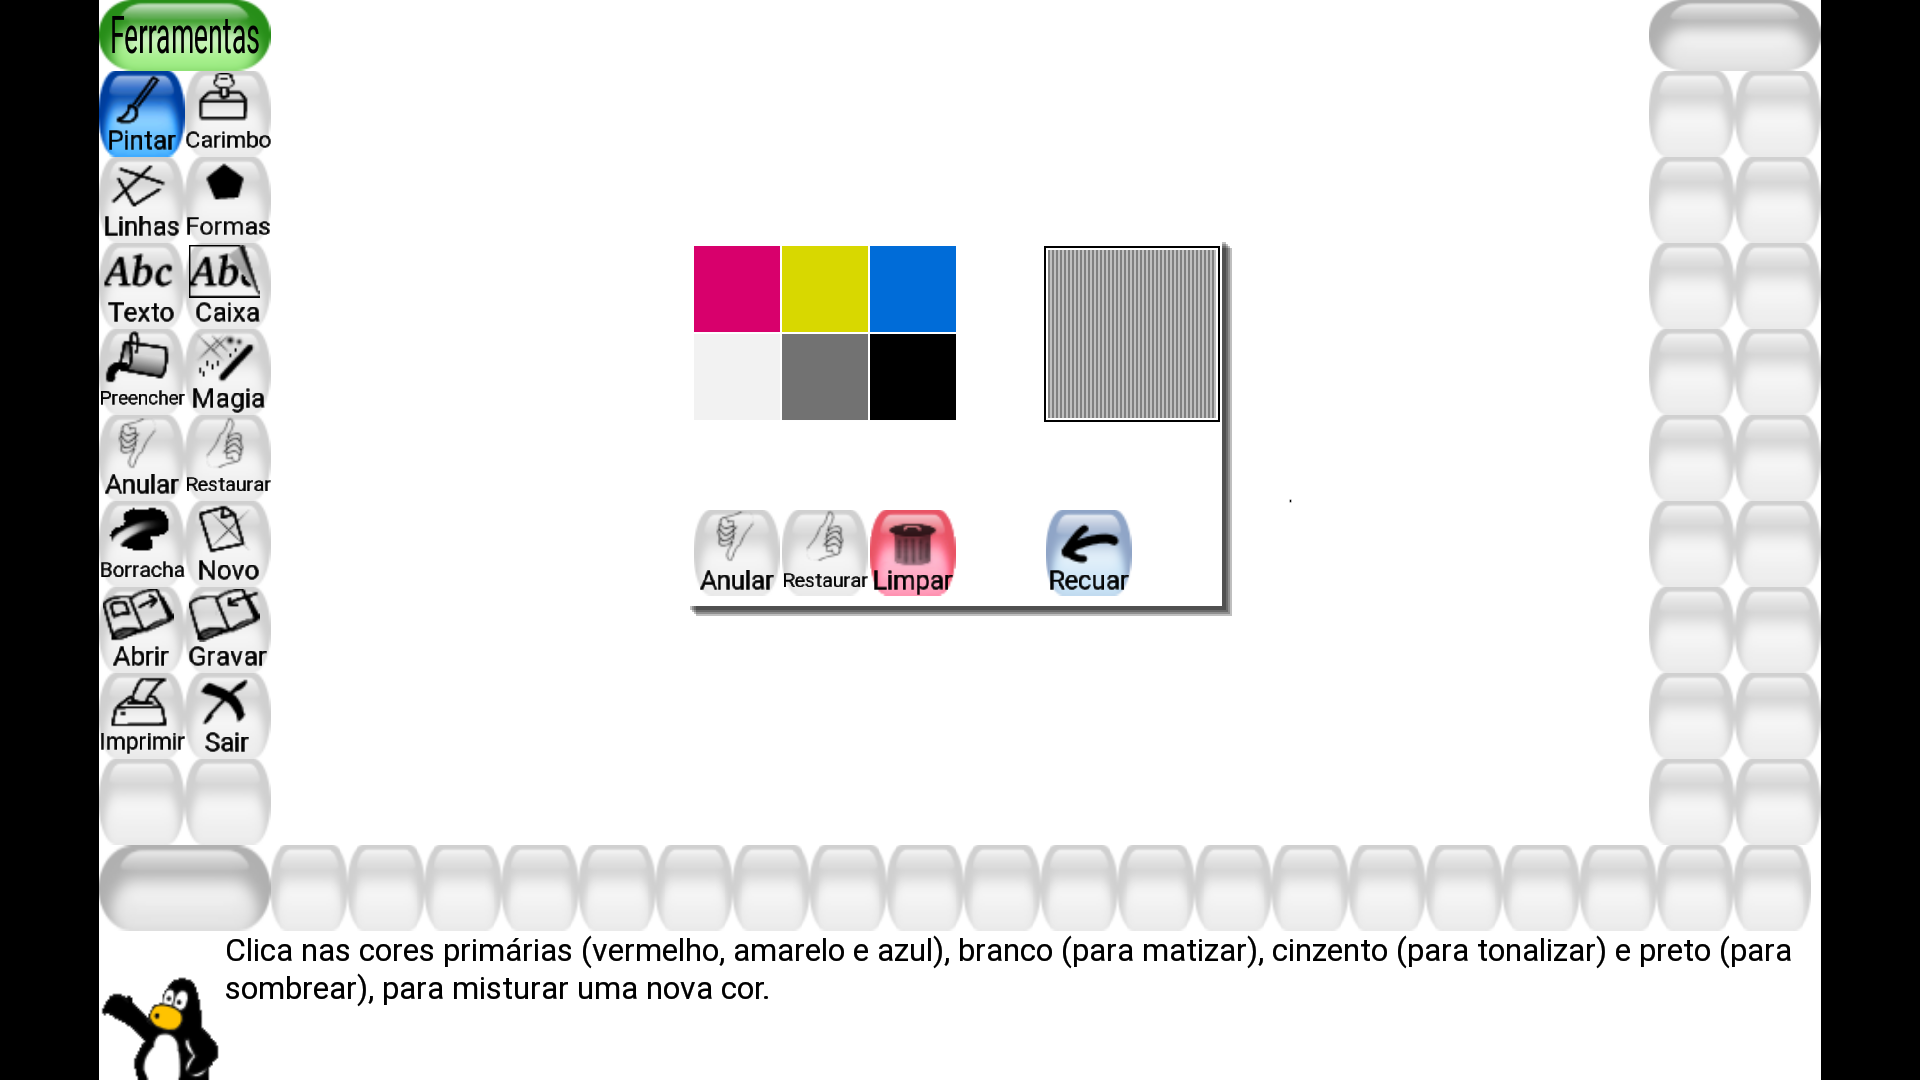 Ferramentas
Pintar Carimbo
Linhas Formas
Abc Abc
Texto Caixa
Preencher Magia
Anular Restaurar
Borracha Novo
Abrir Gravar
Imprimir Sair
Anular Restaurar Limpar Recuar
Clica nas cores primárias (vermelho, amarelo e azul), branco (para matizar), cinzento (para tonalizar) e preto (para
sombrear), para misturar uma nova cor.